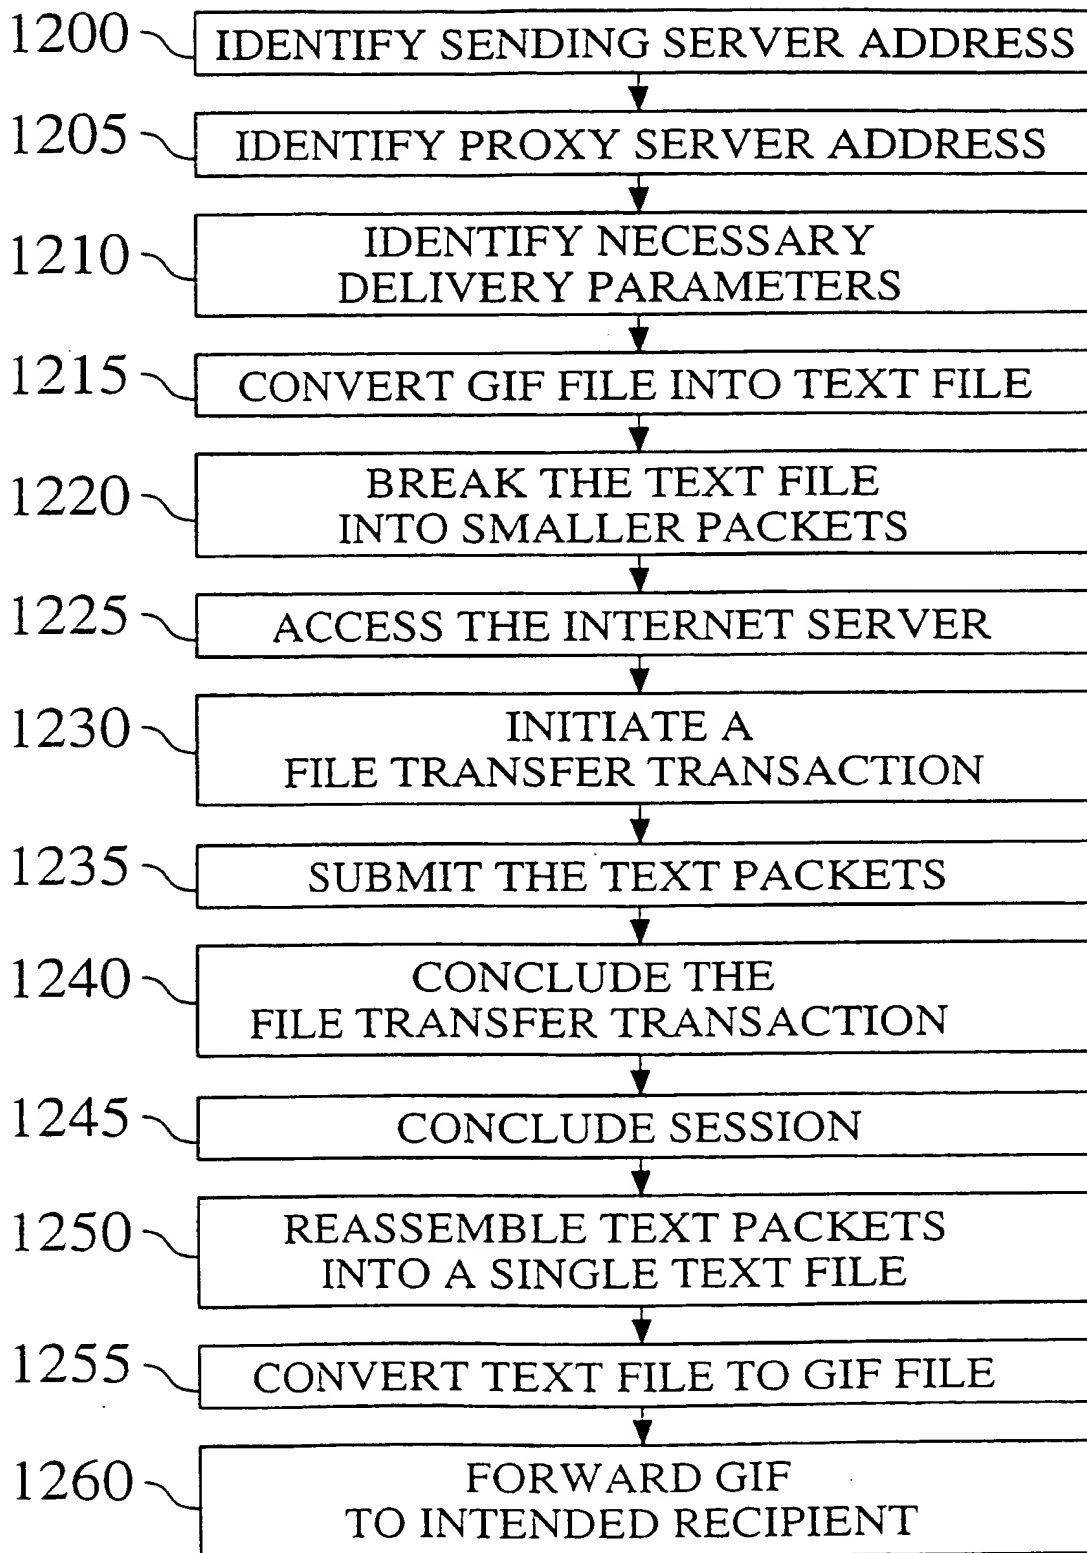 1200 IDENTIFY SENDING SERVER ADDRESS
1205 IDENTIFY PROXY SERVER ADDRESS
1210 IDENTIFY NECESSARY
DELIVERY PARAMETERS
1215 CONVERT GIF FILE INTO TEXT FILE
1220 BREAK THE TEXT FILE
INTO SMALLER PACKETS
1225 ACCESS THE INTERNET SERVER
1230 INITIATE A
FILE TRANSFER TRANSACTION
1235 SUBMIT THE TEXT PACKETS
1240 CONCLUDE THE
FILE TRANSFER TRANSACTION
1245 CONCLUDE SESSION
1250 REASSEMBLE TEXT PACKETS
INTO A SINGLE TEXT FILE
1255 CONVERT TEXT FILE TO GIF FILE
1260 FORWARD GIF
TO INTENDED RECIPIENT